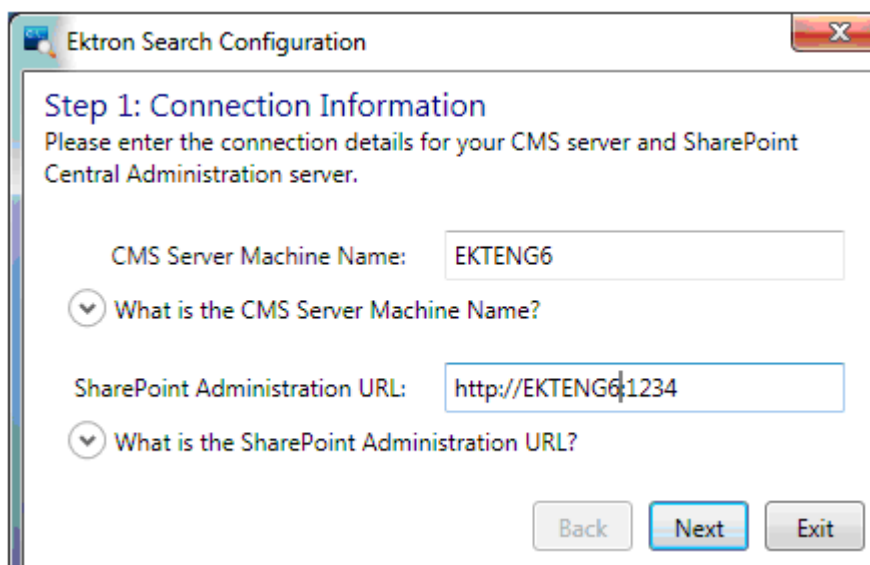 Ektron Search Configuration
Step 1: Connection Information
Please enter the connection details for your CMS server and SharePoint
Central Administration server.
CMS Server Machine Name: EKTENG6
What is the CMS Server Machine Name?
SharePoint Administration URL: http://EKTENG6:1234
What is the SharePoint Administration URL?
Back Next Exit